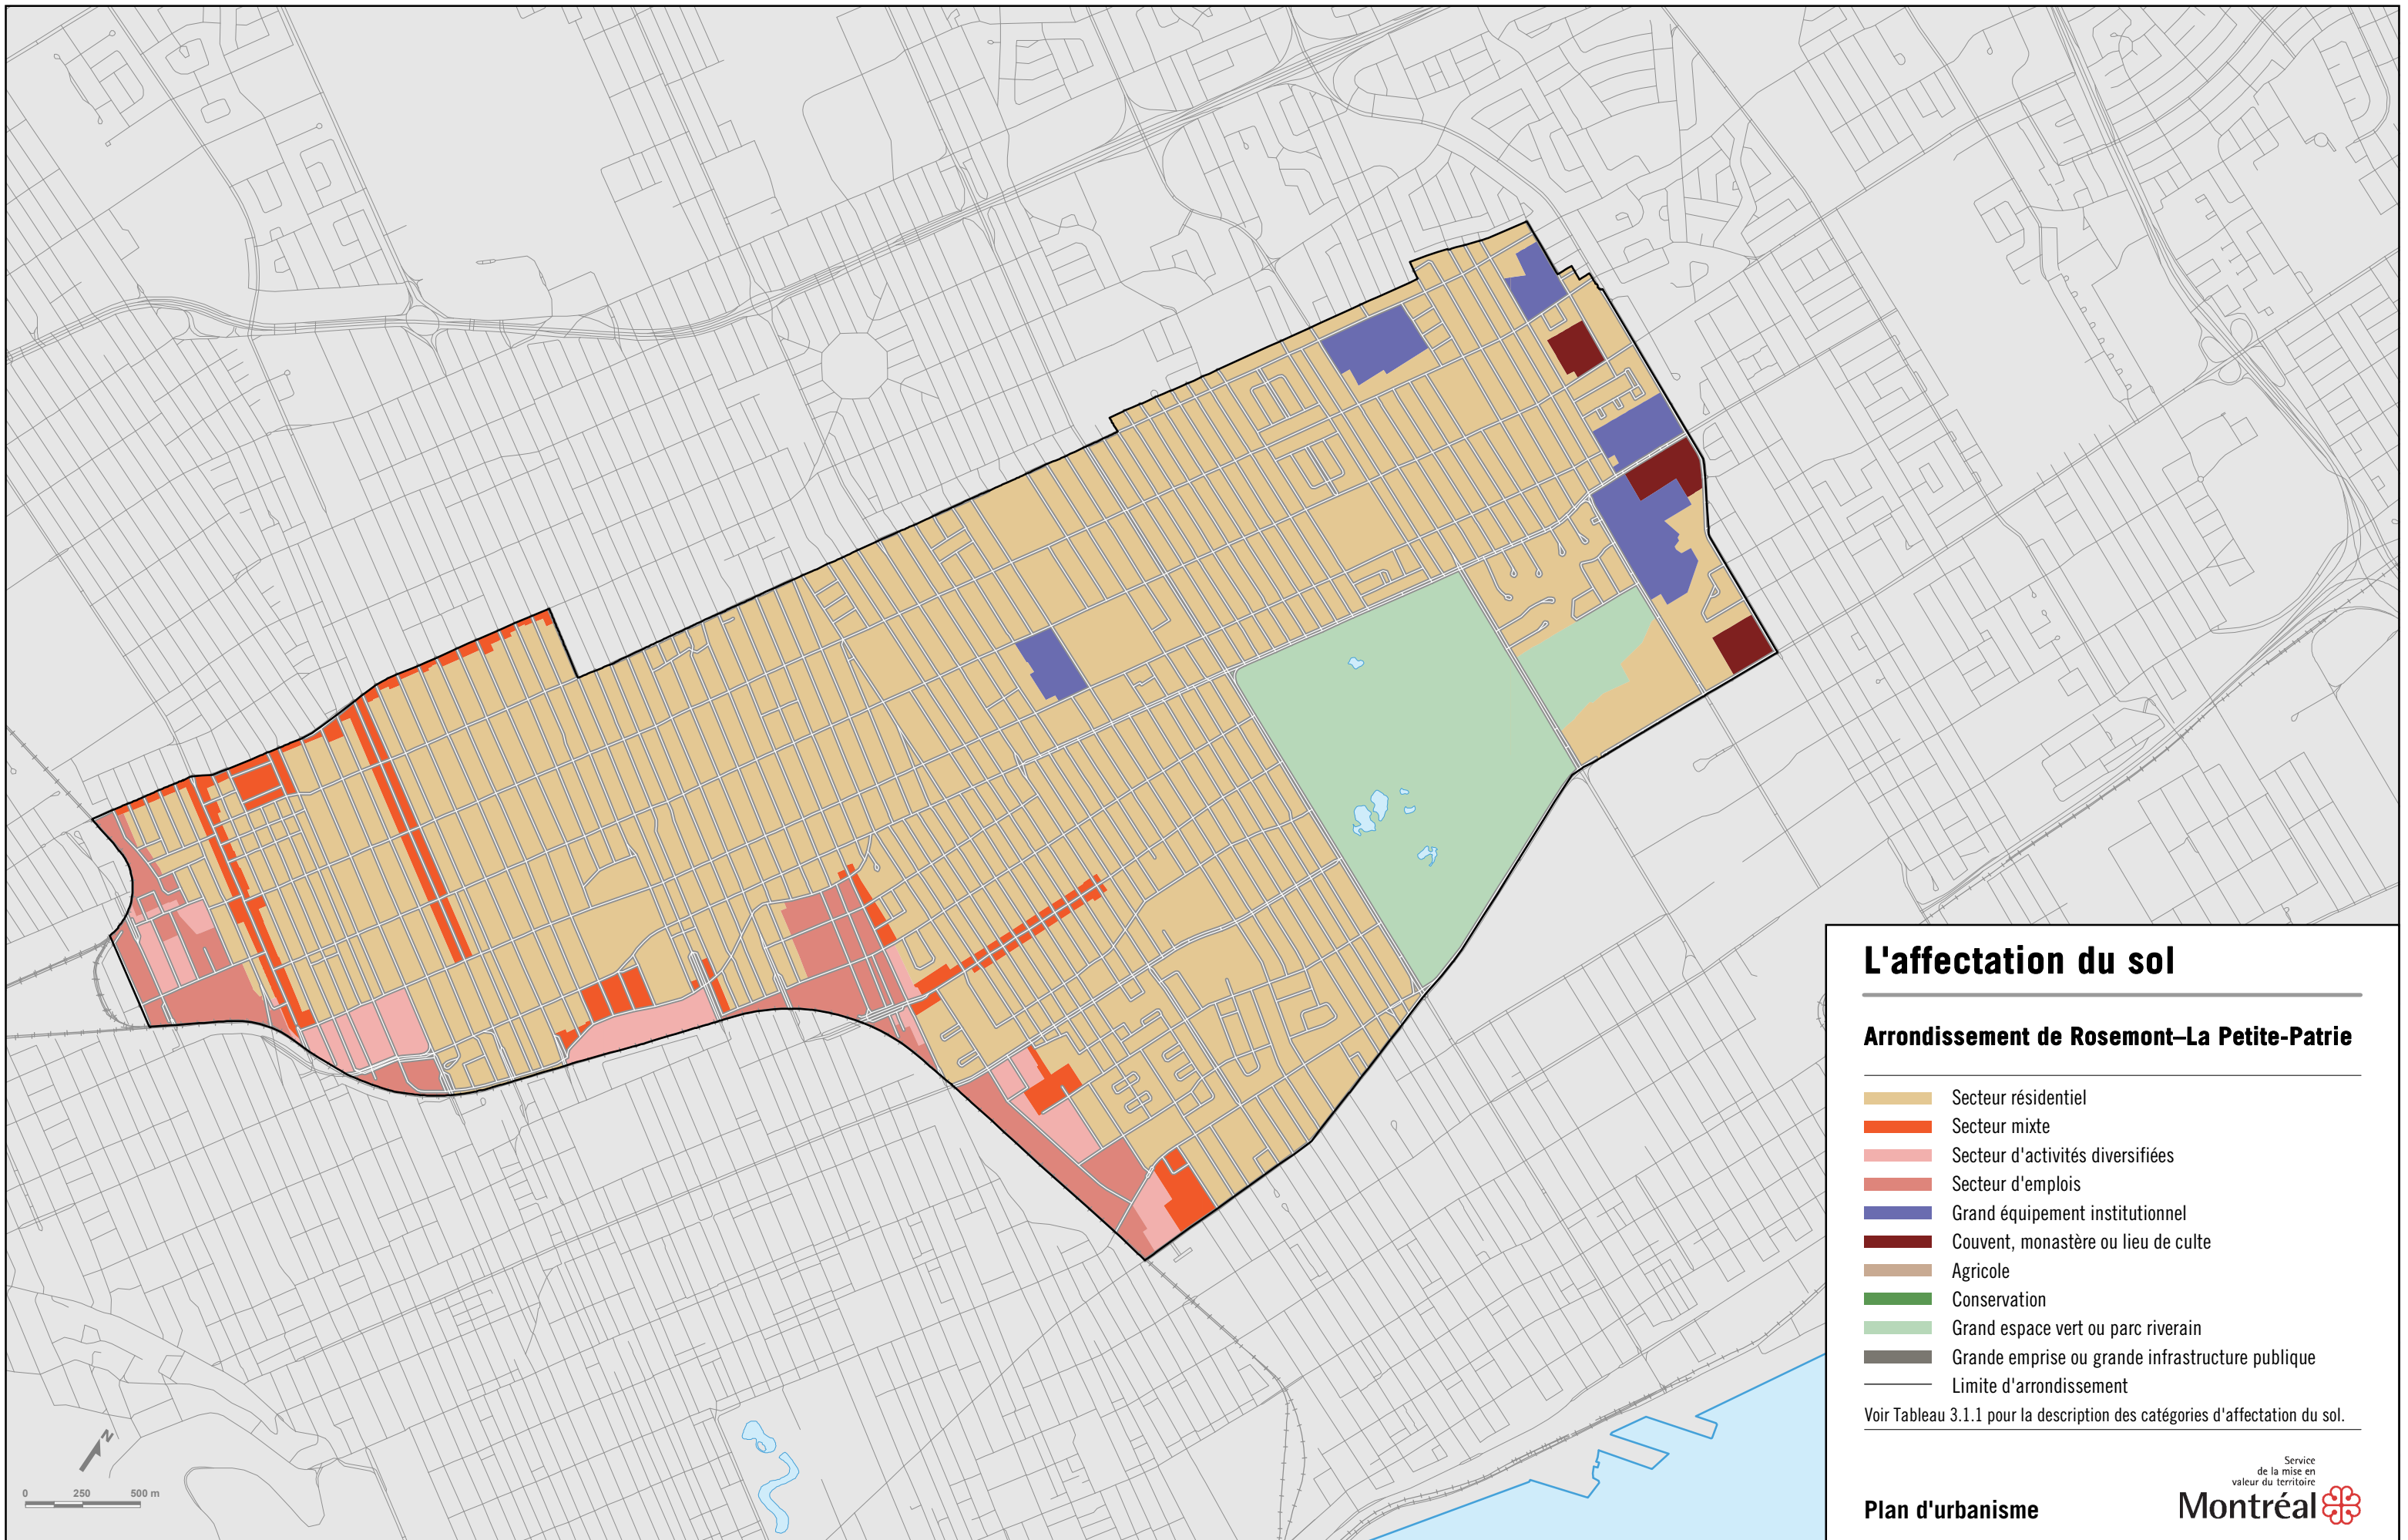 L'affectation du sol
Arrondissement de Rosemont–La Petite-Patrie
Secteur résidentiel
Secteur mixte
Secteur d'activités diversifiées
Secteur d'emplois
Grand équipement institutionnel
Couvent, monastère ou lieu de culte
Agricole
Conservation
Grand espace vert ou parc riverain
Grande emprise ou grande infrastructure publique
Limite d'arrondissement
Voir Tableau 3.1.1 pour la description des catégories d'affectation du sol.
Service
de la mise en
valeur du territoire
Plan d'urbanisme
Montréal
N
0 250 500 m